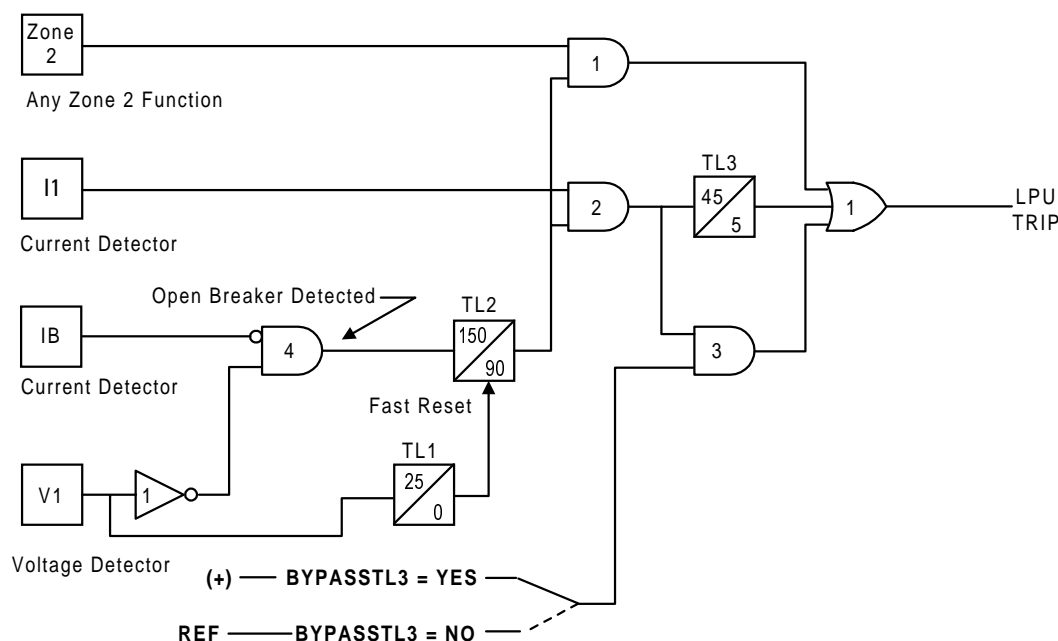 Zone
2
Any Zone 2 Function
1
I1
Current Detector
2
TL3
45
5
1
LPU
TRIP
Open Breaker Detected
IB
Current Detector
4
TL2
150
90
3
Fast Reset
V1
Voltage Detector
1
TL1
25
0
(+) BYPASSTL3 = YES
REF BYPASSTL3 = NO